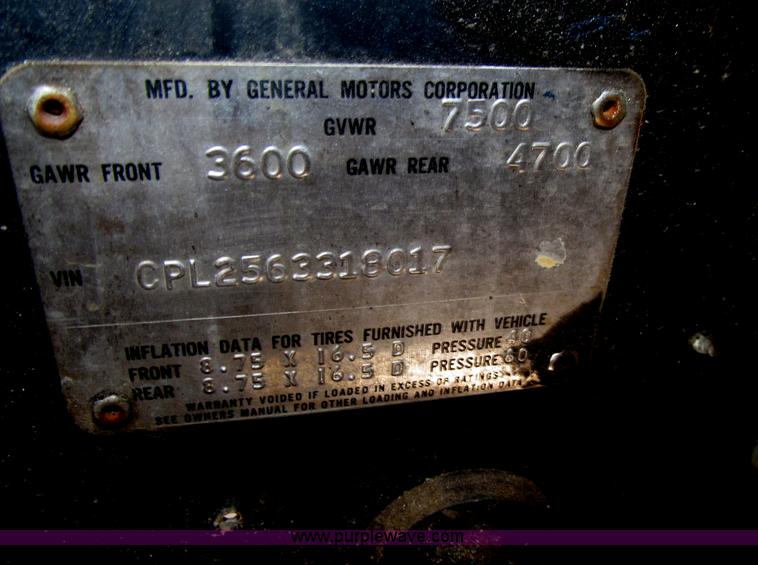 MFD. BY GENERAL MOTORS CORPORATION
GVWR 7500
GAWR FRONT 3600 GAWR REAR 4700
VIN CPL2563318017
INFLATION DATA FOR TIRES FURNISHED WITH VEHICLE
FRONT 8.75 X 16.5 D PRESSURE 40
REAR 8.75 X 16.5 D PRESSURE 60
WARRANTY VOIDED IF LOADED IN EXCESS OF RATINGS
SEE OWNERS MANUAL FOR OTHER LOADING AND INFLATION DATA
www.purplewave.com